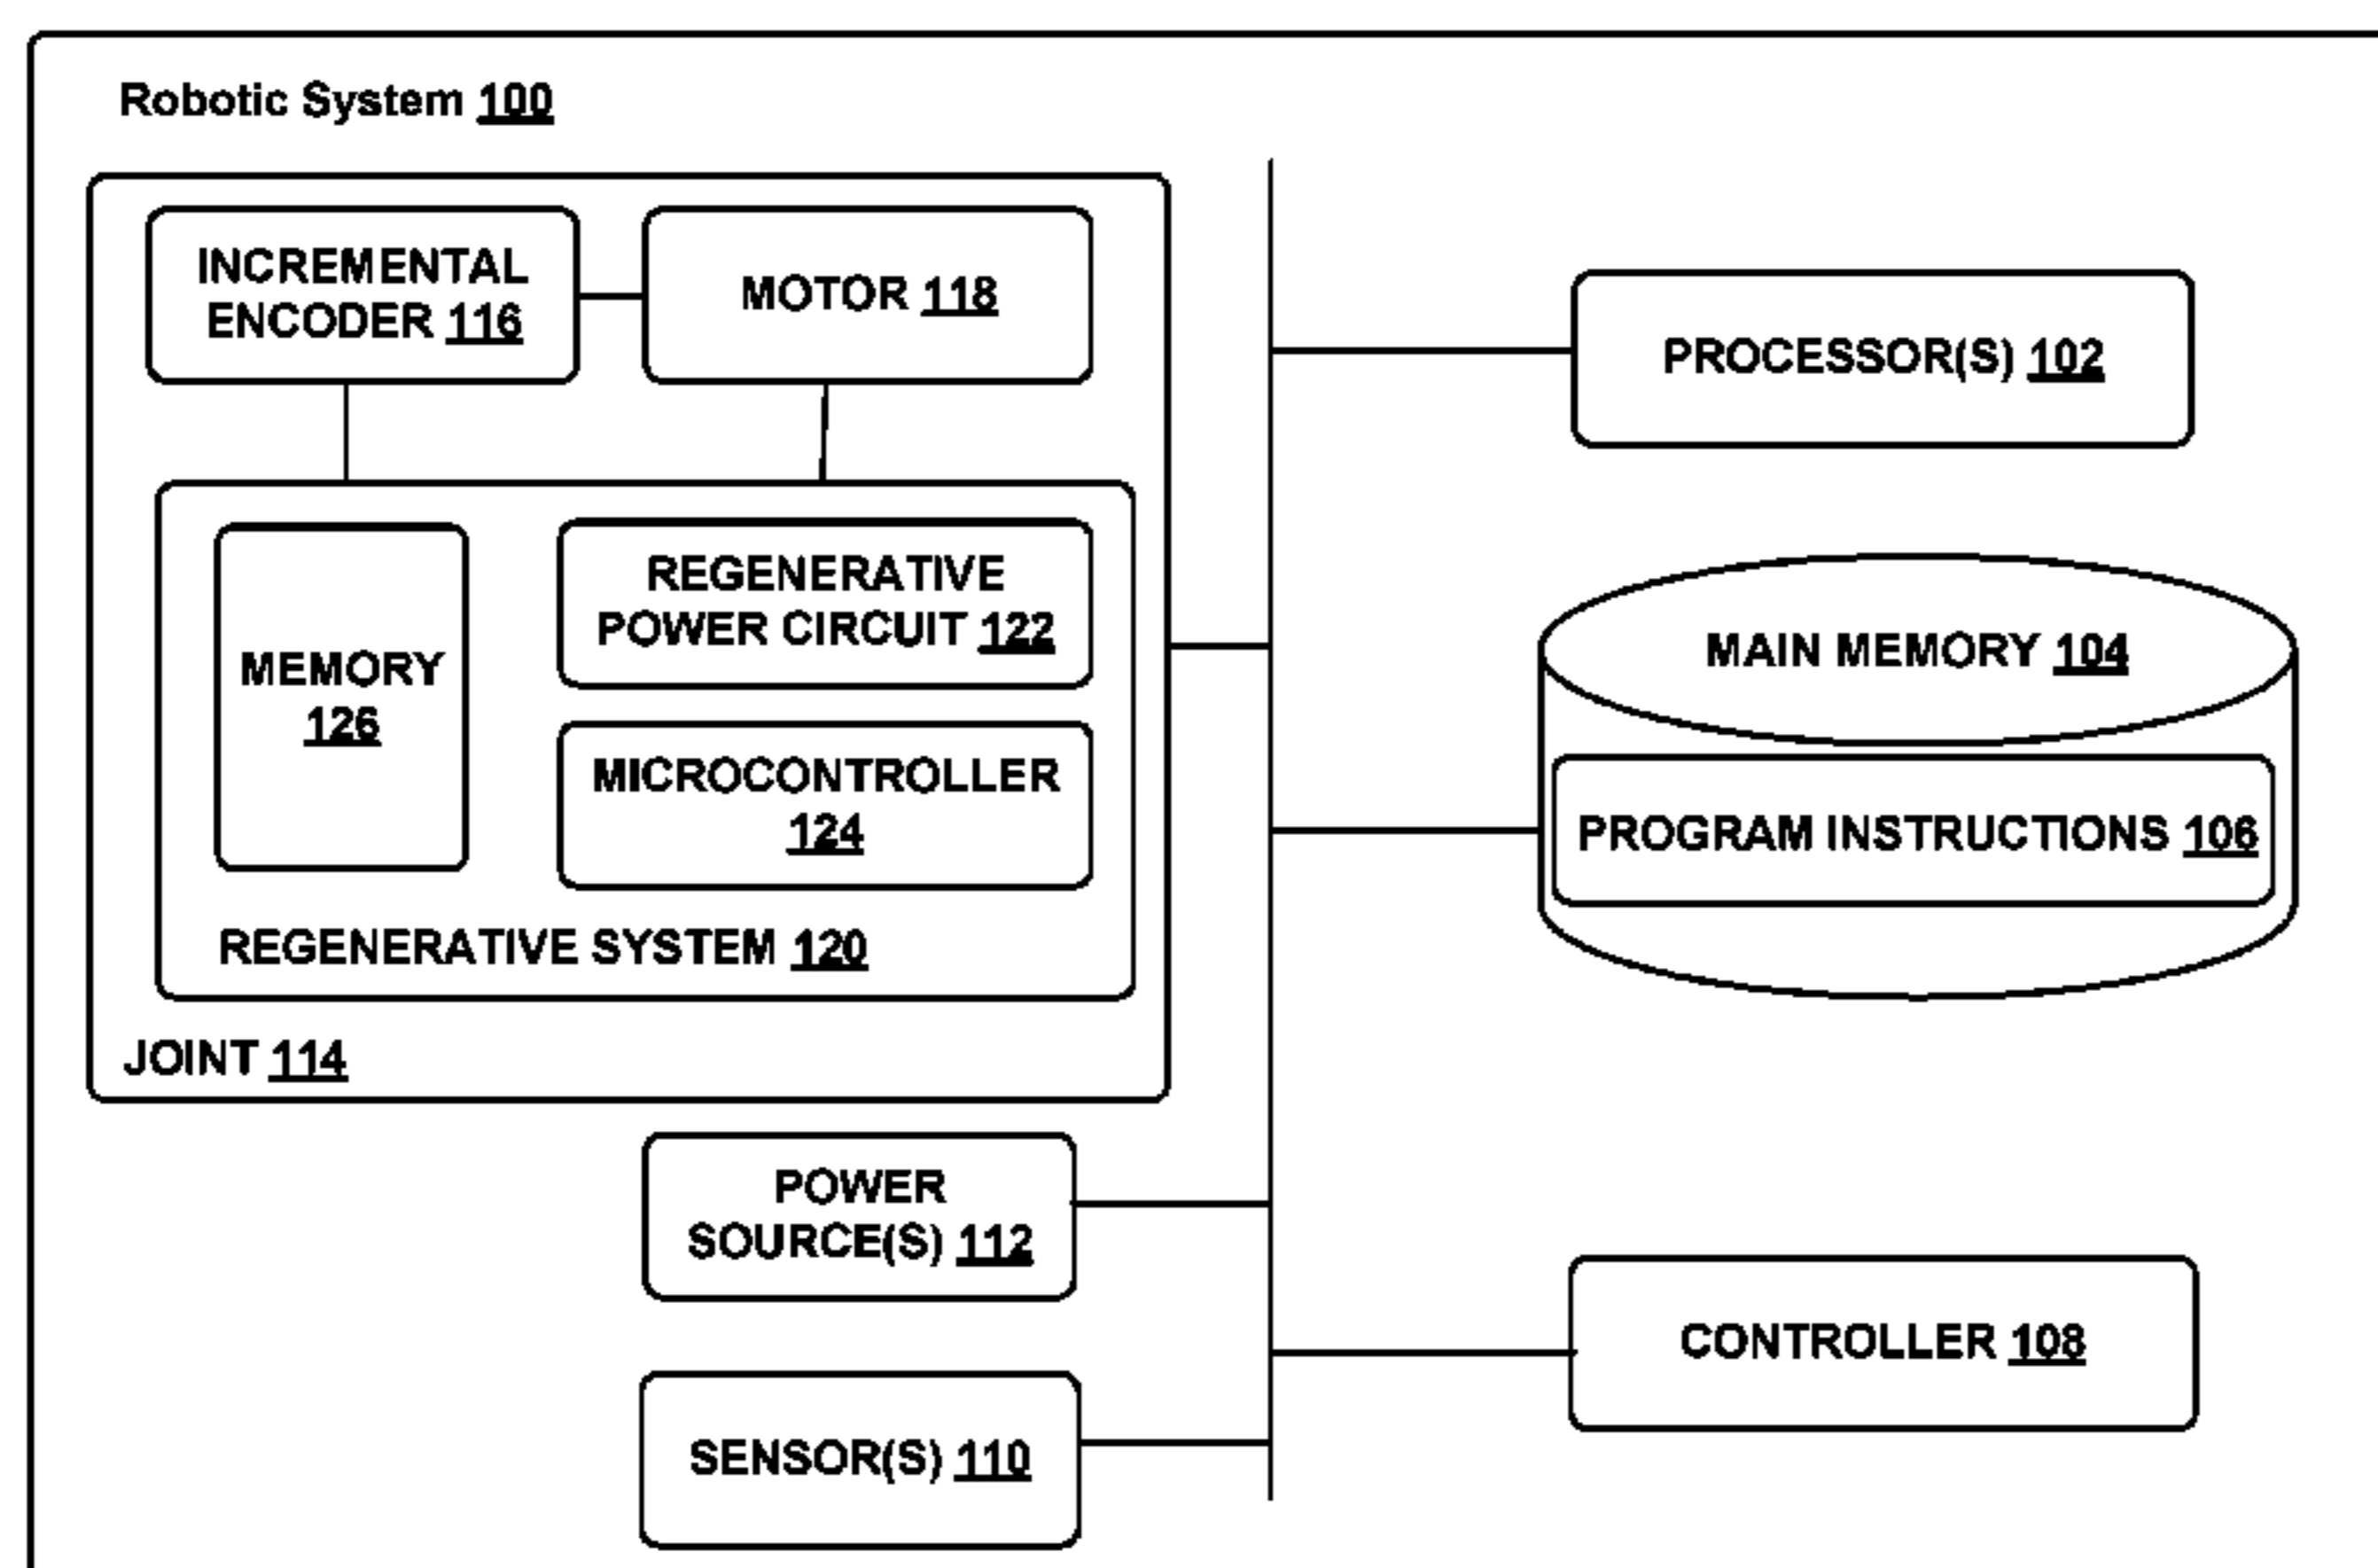 Robotic System 100
INCREMENTAL
ENCODER 116
MOTOR 118
REGENERATIVE
POWER CIRCUIT 122
MEMORY
126
MICROCONTROLLER
124
REGENERATIVE SYSTEM 120
JOINT 114
POWER
SOURCE(S) 112
SENSOR(S) 110
PROCESSOR(S) 102
MAIN MEMORY 104
PROGRAM INSTRUCTIONS 106
CONTROLLER 108